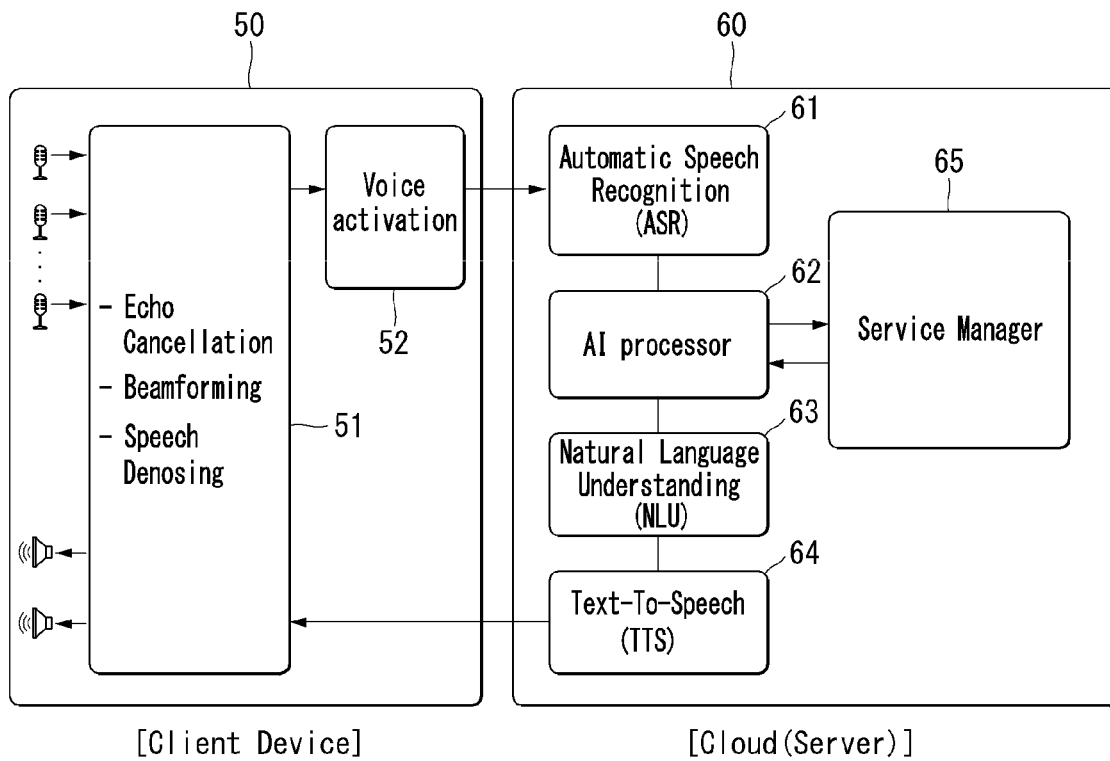 50
60
61
Automatic Speech
Recognition
(ASR)
65
Voice
activation
52
62
AI processor
Service Manager
- Echo
Cancellation
- Beamforming
- Speech
Denosing
51
63
Natural Language
Understanding
(NLU)
64
Text-To-Speech
(TTS)
[Client Device]
[Cloud(Server)]